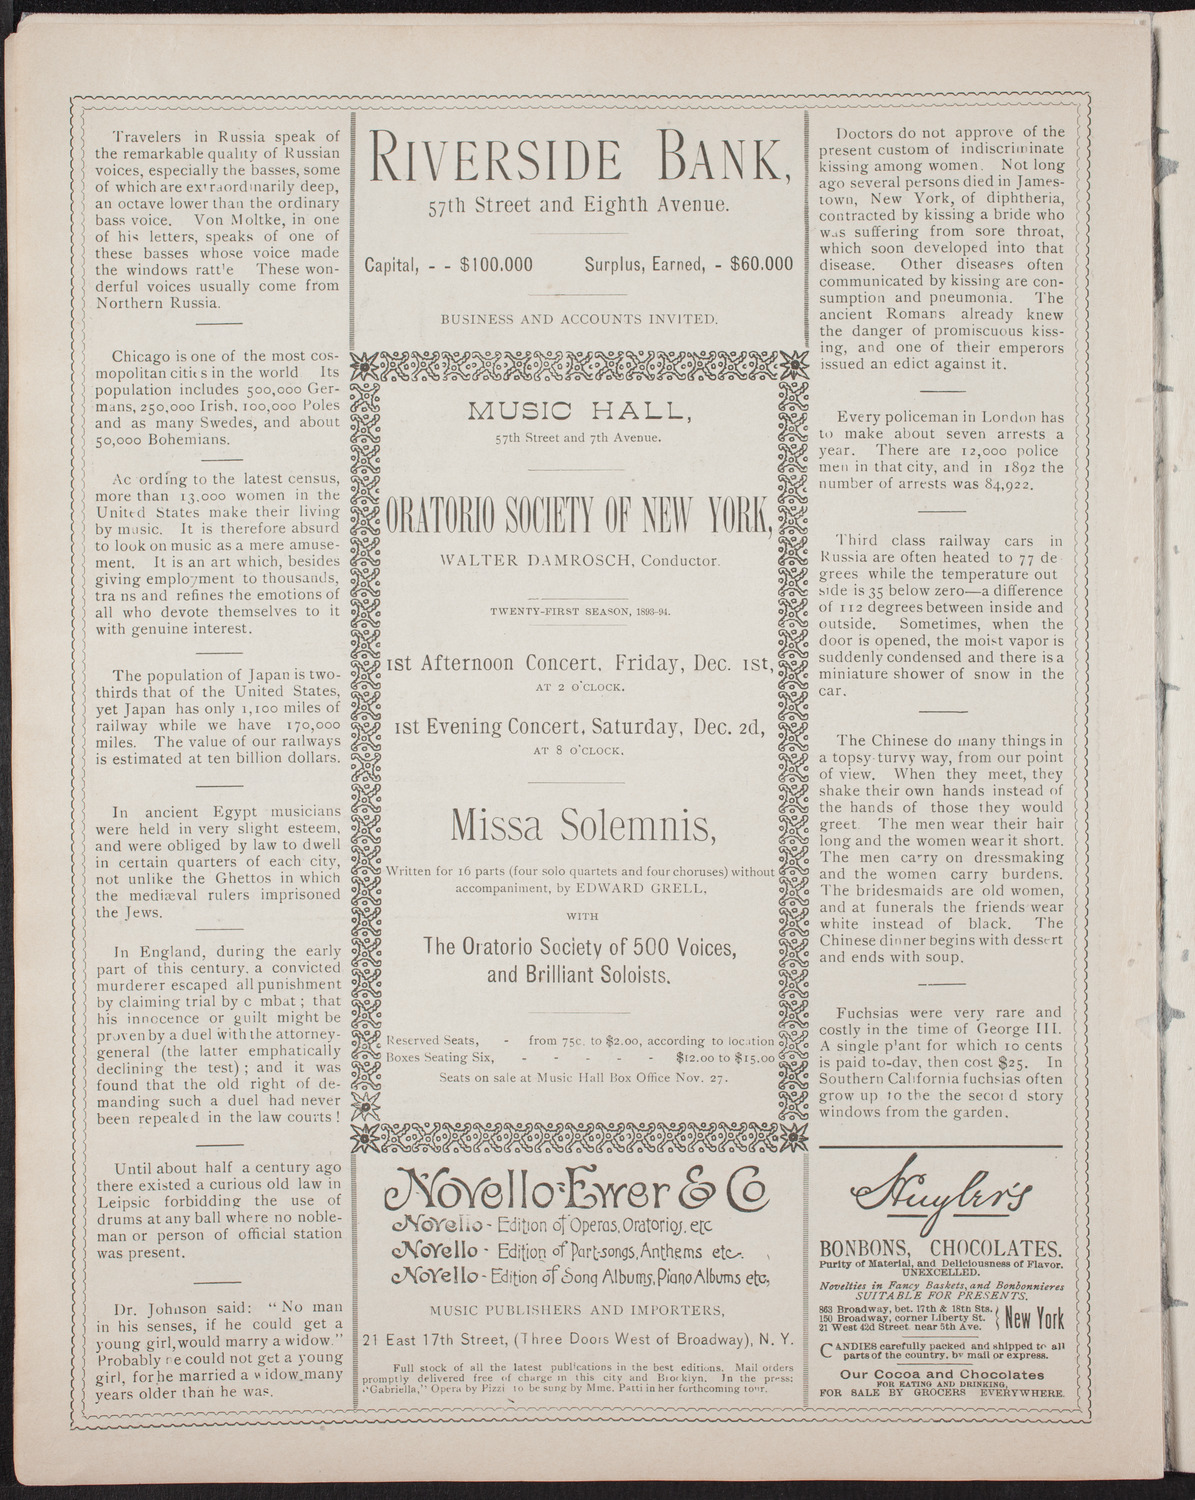 Travelers in Russia speak of
the remarkable quality of Russian
voices, especially the basses, some
of which are extraordinarily deep,
an octave lower than the ordinary
bass voice. Von Moltke, in one
of his letters, speaks of one of
these basses whose voice made
the windows rattle These won-
derful voices usually come from
Northern Russia.
Chicago is one of the most cos-
mopolitan cities in the world Its
population includes 500,000 Ger-
mans, 250,000 Irish, 100,000 Poles
and as many Swedes, and about
50,000 Bohemians.
Ac ording to the latest census,
more than 13,000 women in the
United States make their living
by music. It is therefore absurd
to look on music as a mere amuse-
ment. It is an art which, besides
giving employment to thousands,
tra ns and refines the emotions of
all who devote themselves to it
with genuine interest.
The population of Japan is two-
thirds that of the United States,
yet Japan has only 1,100 miles of
railway while we have 170,000
miles. The value of our railways
is estimated at ten billion dollars.
In ancient Egypt musicians
were held in very slight esteem,
and were obliged by law to dwell
in certain quarters of each city,
not unlike the Ghettos in which
the mediæval rulers imprisoned
the Jews.
In England, during the early
part of this century, a convicted
murderer escaped all punishment
by claiming trial by c mbat ; that
his innocence or guilt might be
proven by a duel with the attorney-
general (the latter emphatically
declining the test) ; and it was
found that the old right of de-
manding such a duel had never
been repealed in the law courts !
Until about half a century ago
there existed a curious old law in
Leipsic forbidding the use of
drums at any ball where no noble-
man or person of official station
was present.
Dr. Johnson said: "No man
in his senses, if he could get a
young girl, would marry a widow."
Probably he could not get a young
girl, for he married a widow many
years older than he was.
RIVERSIDE BANK,
57th Street and Eighth Avenue.
Capital, - - $100.000 Surplus, Earned, - $60.000
BUSINESS AND ACCOUNTS INVITED.
MUSIC HALL,
57th Street and 7th Avenue.
ORATORIO SOCIETY OF NEW YORK,
WALTER DAMROSCH, Conductor.
TWENTY-FIRST SEASON, 1893-94.
1st Afternoon Concert, Friday, Dec. 1st,
AT 2 O'CLOCK.
1st Evening Concert, Saturday, Dec. 2d,
AT 8 O'CLOCK.
Missa Solemnis,
Written for 16 parts (four solo quartets and four choruses) without
accompaniment, by EDWARD GRELL,
WITH
The Oratorio Society of 500 Voices,
and Brilliant Soloists.
Reserved Seats, - from 75c. to $2.00, according to location
Boxes Seating Six, - - - - - $12.00 to $15.00
Seats on sale at Music Hall Box Office Nov. 27.
Novello-Ewer & Co
Novello - Edition of Operas, Oratorios, etc
Novello - Edition of Part-songs, Anthems etc.
Novello - Edition of Song Albums, Piano Albums etc,
MUSIC PUBLISHERS AND IMPORTERS,
21 East 17th Street, (Three Doors West of Broadway), N. Y.
Full stock of all the latest publications in the best editions. Mail orders
promptly delivered free of charge in this city and Brooklyn. In the press:
"Gabriella," Opera by Pizzi to be sung by Mme. Patti in her forthcoming tour.
Doctors do not approve of the
present custom of indiscriminate
kissing among women. Not long
ago several persons died in James-
town, New York, of diphtheria,
contracted by kissing a bride who
was suffering from sore throat,
which soon developed into that
disease. Other diseases often
communicated by kissing are con-
sumption and pneumonia. The
ancient Romans already knew
the danger of promiscuous kiss-
ing, and one of their emperors
issued an edict against it.
Every policeman in London has
to make about seven arrests a
year. There are 12,000 police
men in that city, and in 1892 the
number of arrests was 84,922.
Third class railway cars in
Russia are often heated to 77 de
grees while the temperature out
side is 35 below zero—a difference
of 112 degrees between inside and
outside. Sometimes, when the
door is opened, the moist vapor is
suddenly condensed and there is a
miniature shower of snow in the
car.
The Chinese do many things in
a topsy-turvy way, from our point
of view. When they meet, they
shake their own hands instead of
the hands of those they would
greet. The men wear their hair
long and the women wear it short.
The men carry on dressmaking
and the women carry burdens.
The bridesmaids are old women,
and at funerals the friends wear
white instead of black. The
Chinese dinner begins with dessert
and ends with soup.
Fuchsias were very rare and
costly in the time of George III.
A single plant for which 10 cents
is paid to-day, then cost $25. In
Southern California fuchsias often
grow up to the the second story
windows from the garden.
Huyler's
BONBONS, CHOCOLATES.
Purity of Material, and Deliciousness of Flavor.
UNEXCELLED.
Novelties in Fancy Baskets, and Bonbonnieres
SUITABLE FOR PRESENTS.
863 Broadway, bet. 17th & 18th Sts.
150 Broadway, corner Liberty St.
21 West 42d Street near 5th Ave.
New York
CANDIES carefully packed and shipped to all
parts of the country, by mail or express.
Our Cocoa and Chocolates
FOR EATING AND DRINKING,
FOR SALE BY GROCERS EVERYWHERE.